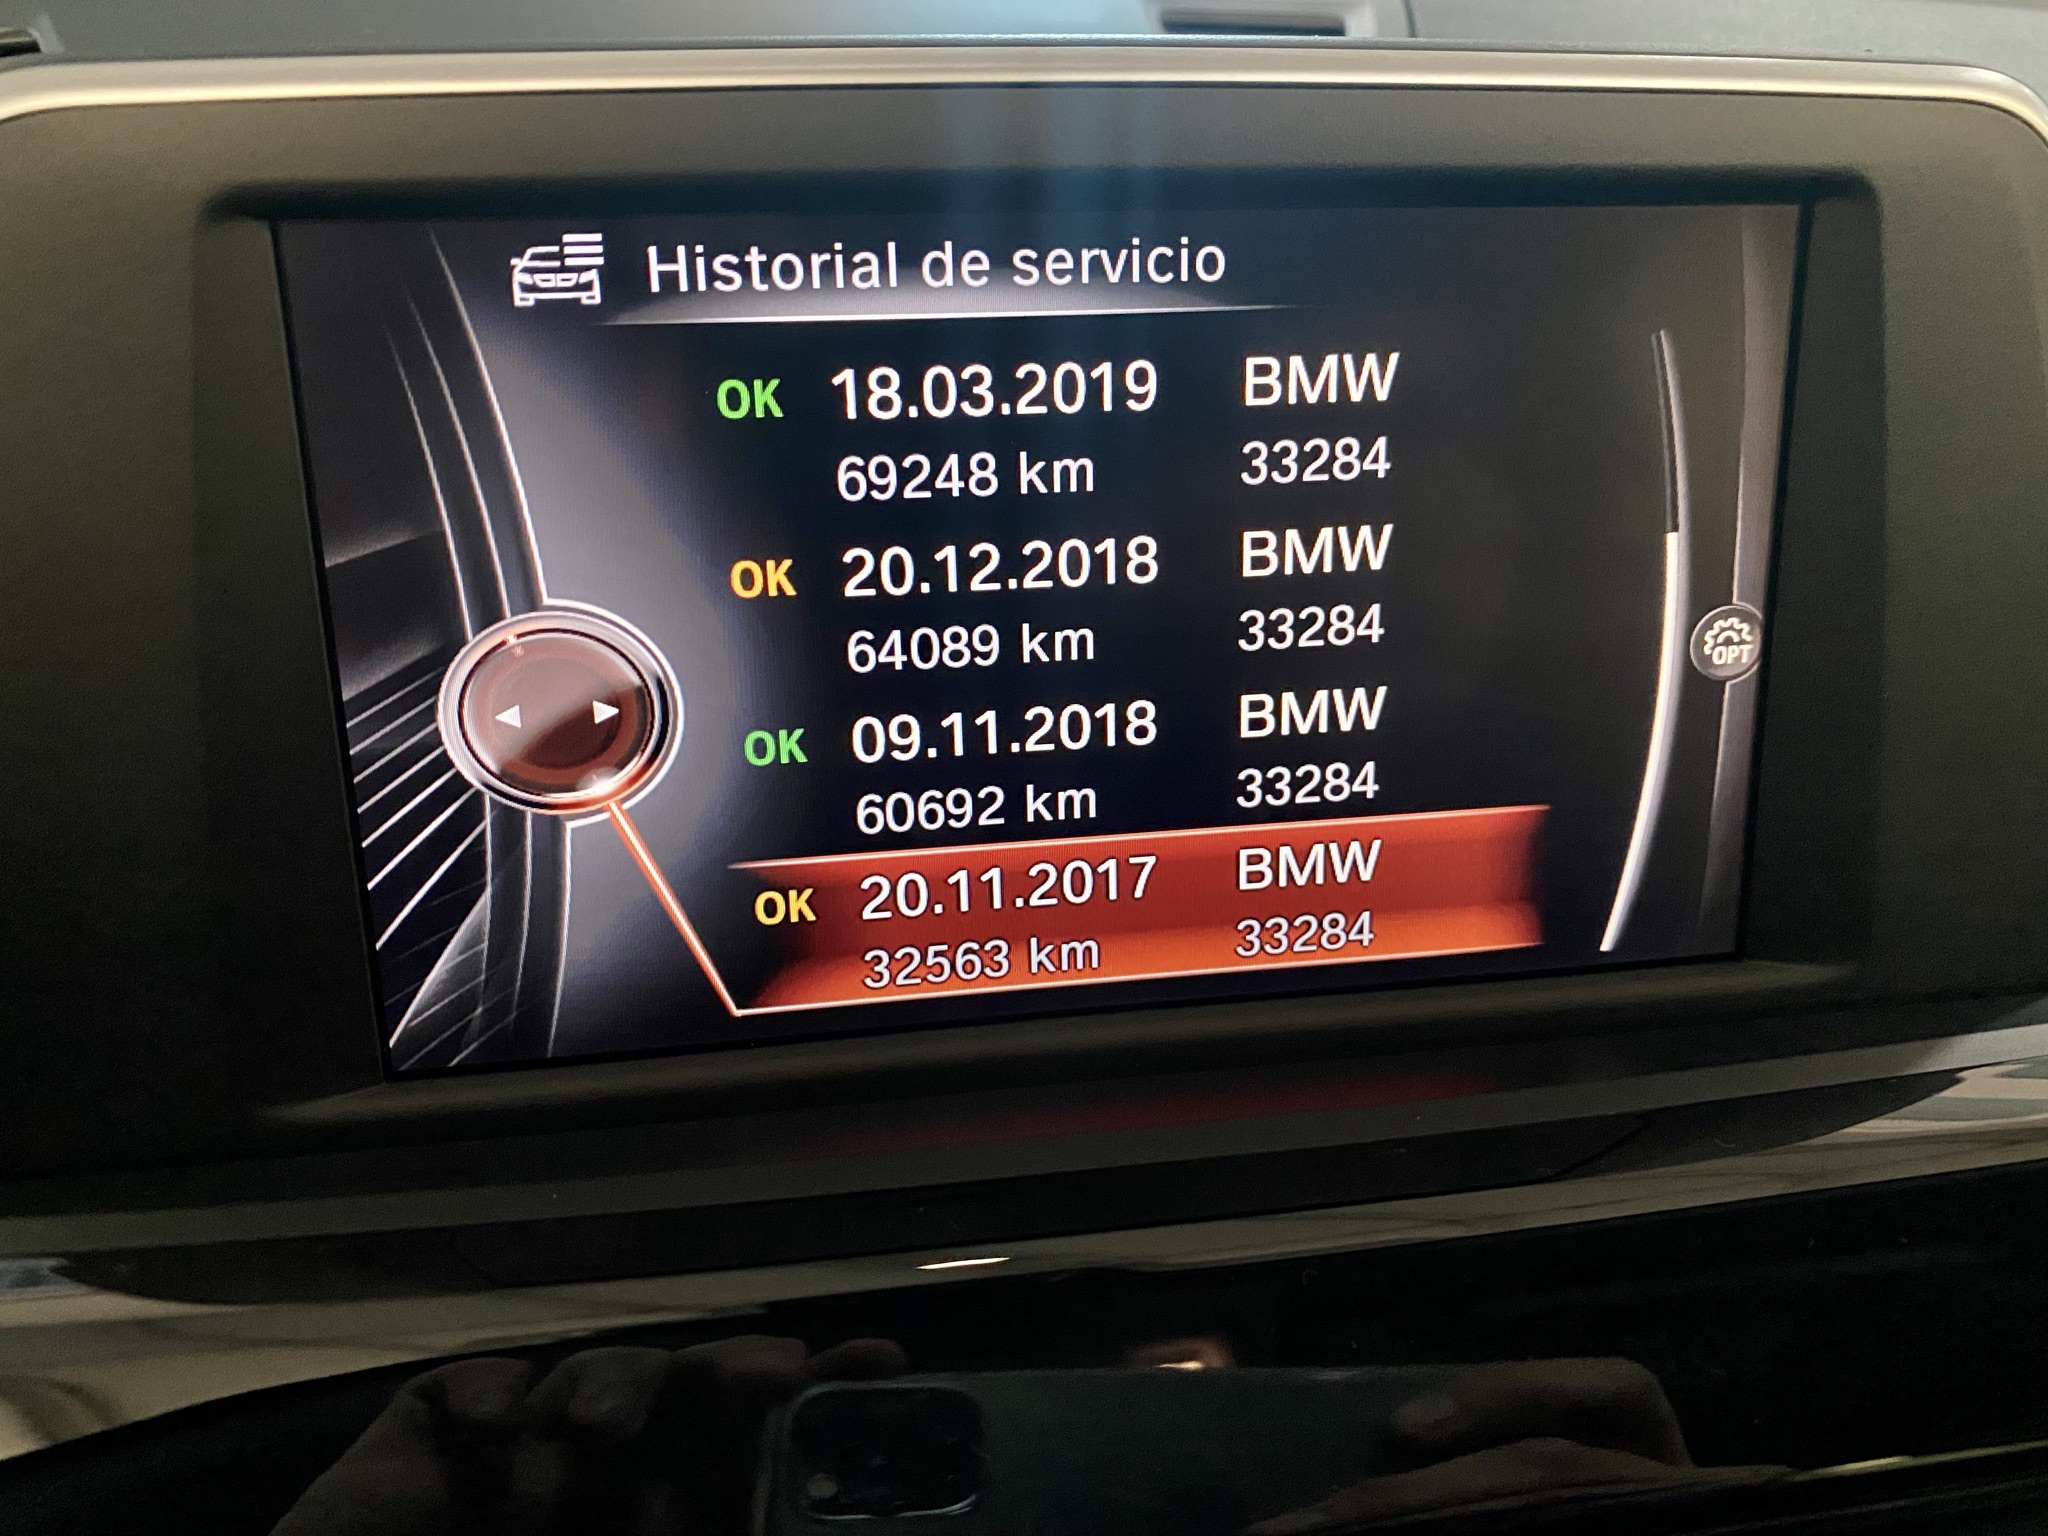 Historial de servicio
OK 18.03.2019 BMW
69248 km 33284
OK 20.12.2018 BMW
64089 km 33284
OK 09.11.2018 BMW
60692 km 33284
OK 20.11.2017 BMW
32563 km 33284
OPT